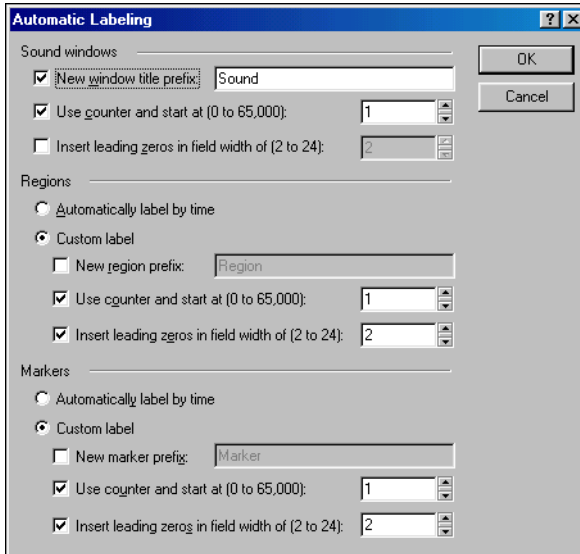 Automatic Labeling
Sound windows
OK
New window title prefix: Sound
Cancel
Use counter and start at (0 to 65,000): 1
Insert leading zeros in field width of (2 to 24): 2
Regions
Automatically label by time
Custom label
New region prefix: Region
Use counter and start at (0 to 65,000): 1
Insert leading zeros in field width of (2 to 24): 2
Markers
Automatically label by time
Custom label
New marker prefix: Marker
Use counter and start at (0 to 65,000): 1
Insert leading zeros in field width of (2 to 24): 2